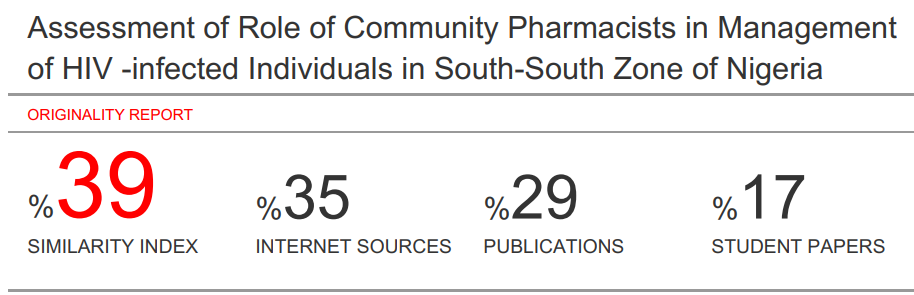 Assessment of Role of Community Pharmacists in Management
of HIV -infected Individuals in South-South Zone of Nigeria
ORIGINALITY REPORT
%39 %35 %29 %17
SIMILARITY INDEX INTERNET SOURCES PUBLICATIONS STUDENT PAPERS